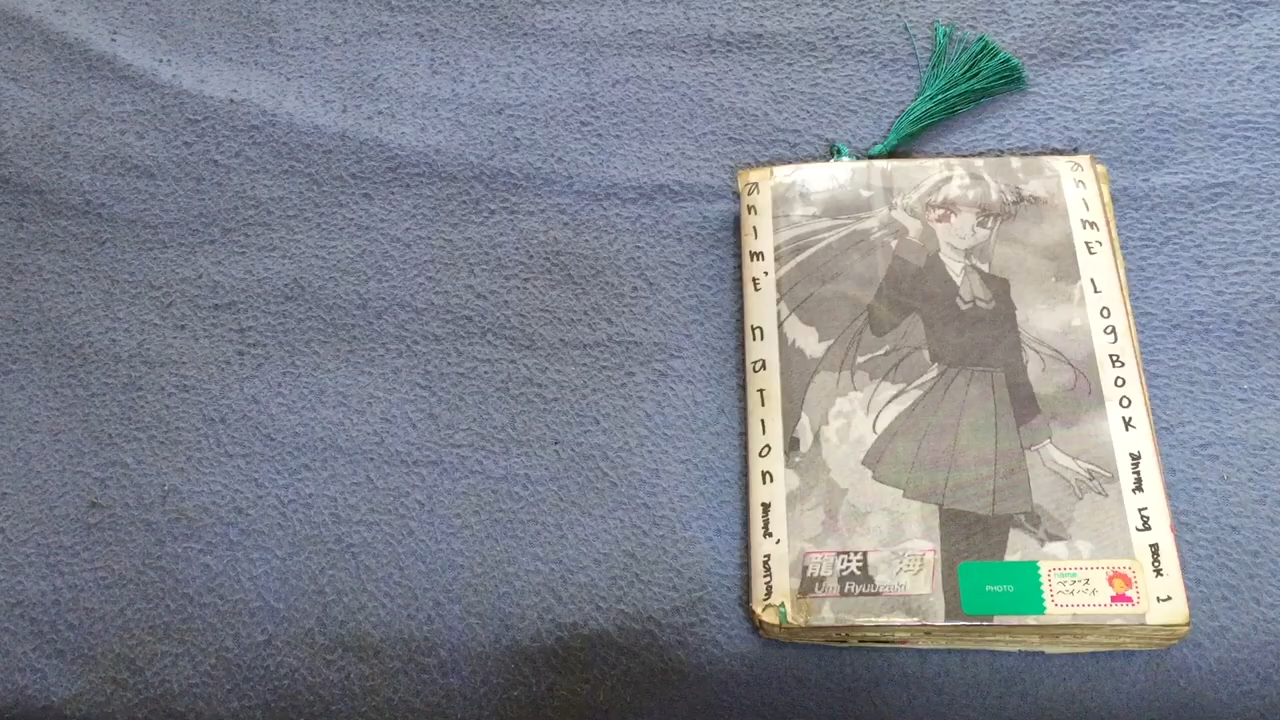 anime' nation
anime' nation
anime' LogBook
anime Log Book 1
龍咲 海
Umi Ryuuzaki
PHOTO
name